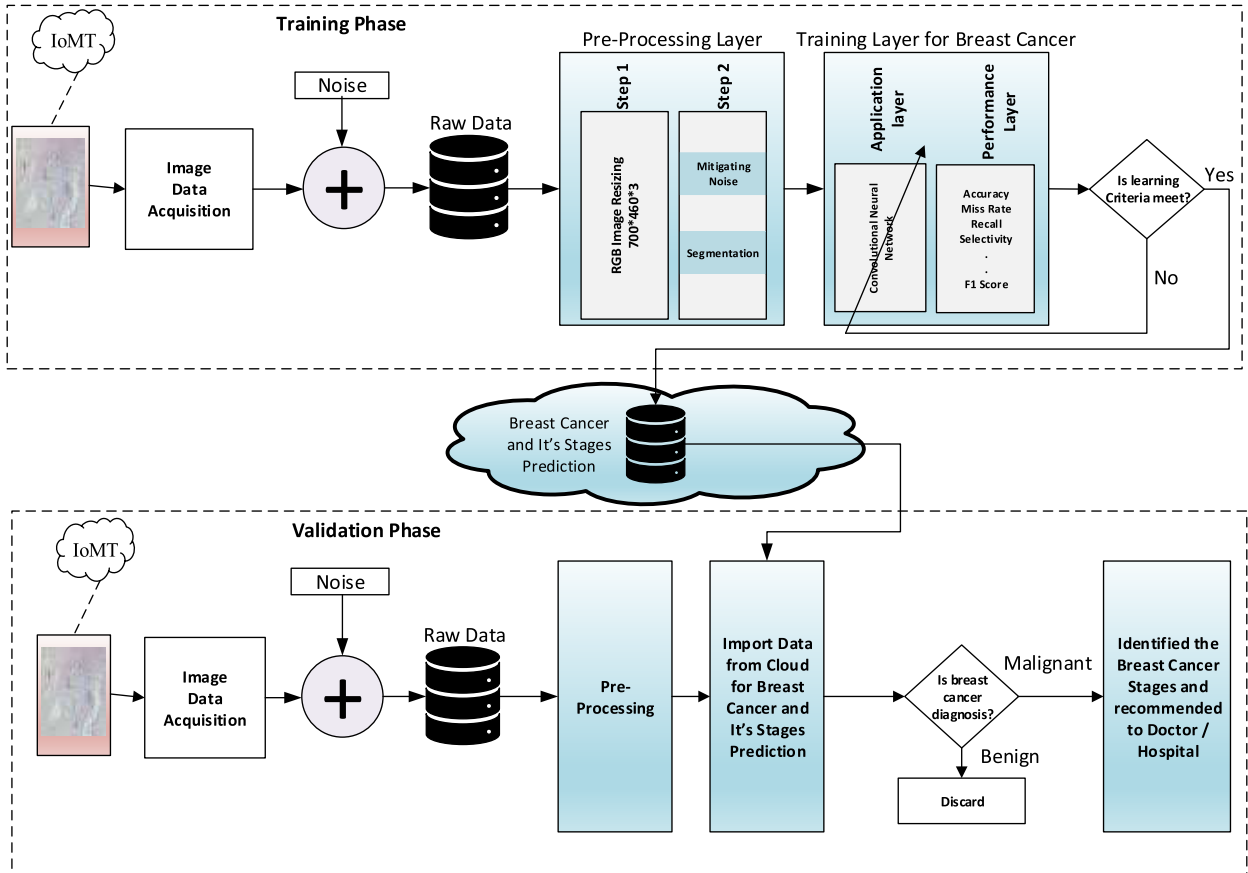 Training Phase
IoMT
Image
Data
Acquisition
Noise
+
Raw Data
Pre-Processing Layer
Step 1
RGB Image Resizing
700*460*3
Step 2
Mitigating
Noise
Segmentation
Training Layer for Breast Cancer
Application
layer
Convolutional Neural
Network
Performance
Layer
Accuracy
Miss Rate
Recall
Selectivity
.
.
F1 Score
Is learning
Criteria meet?
Yes
No
Breast Cancer
and It's Stages
Prediction
Validation Phase
IoMT
Image
Data
Acquisition
Noise
+
Raw Data
Pre-
Processing
Import Data
from Cloud
for Breast
Cancer and
It's Stages
Prediction
Is breast
cancer
diagnosis?
Malignant
Benign
Discard
Identified the
Breast Cancer
Stages and
recommended
to Doctor /
Hospital